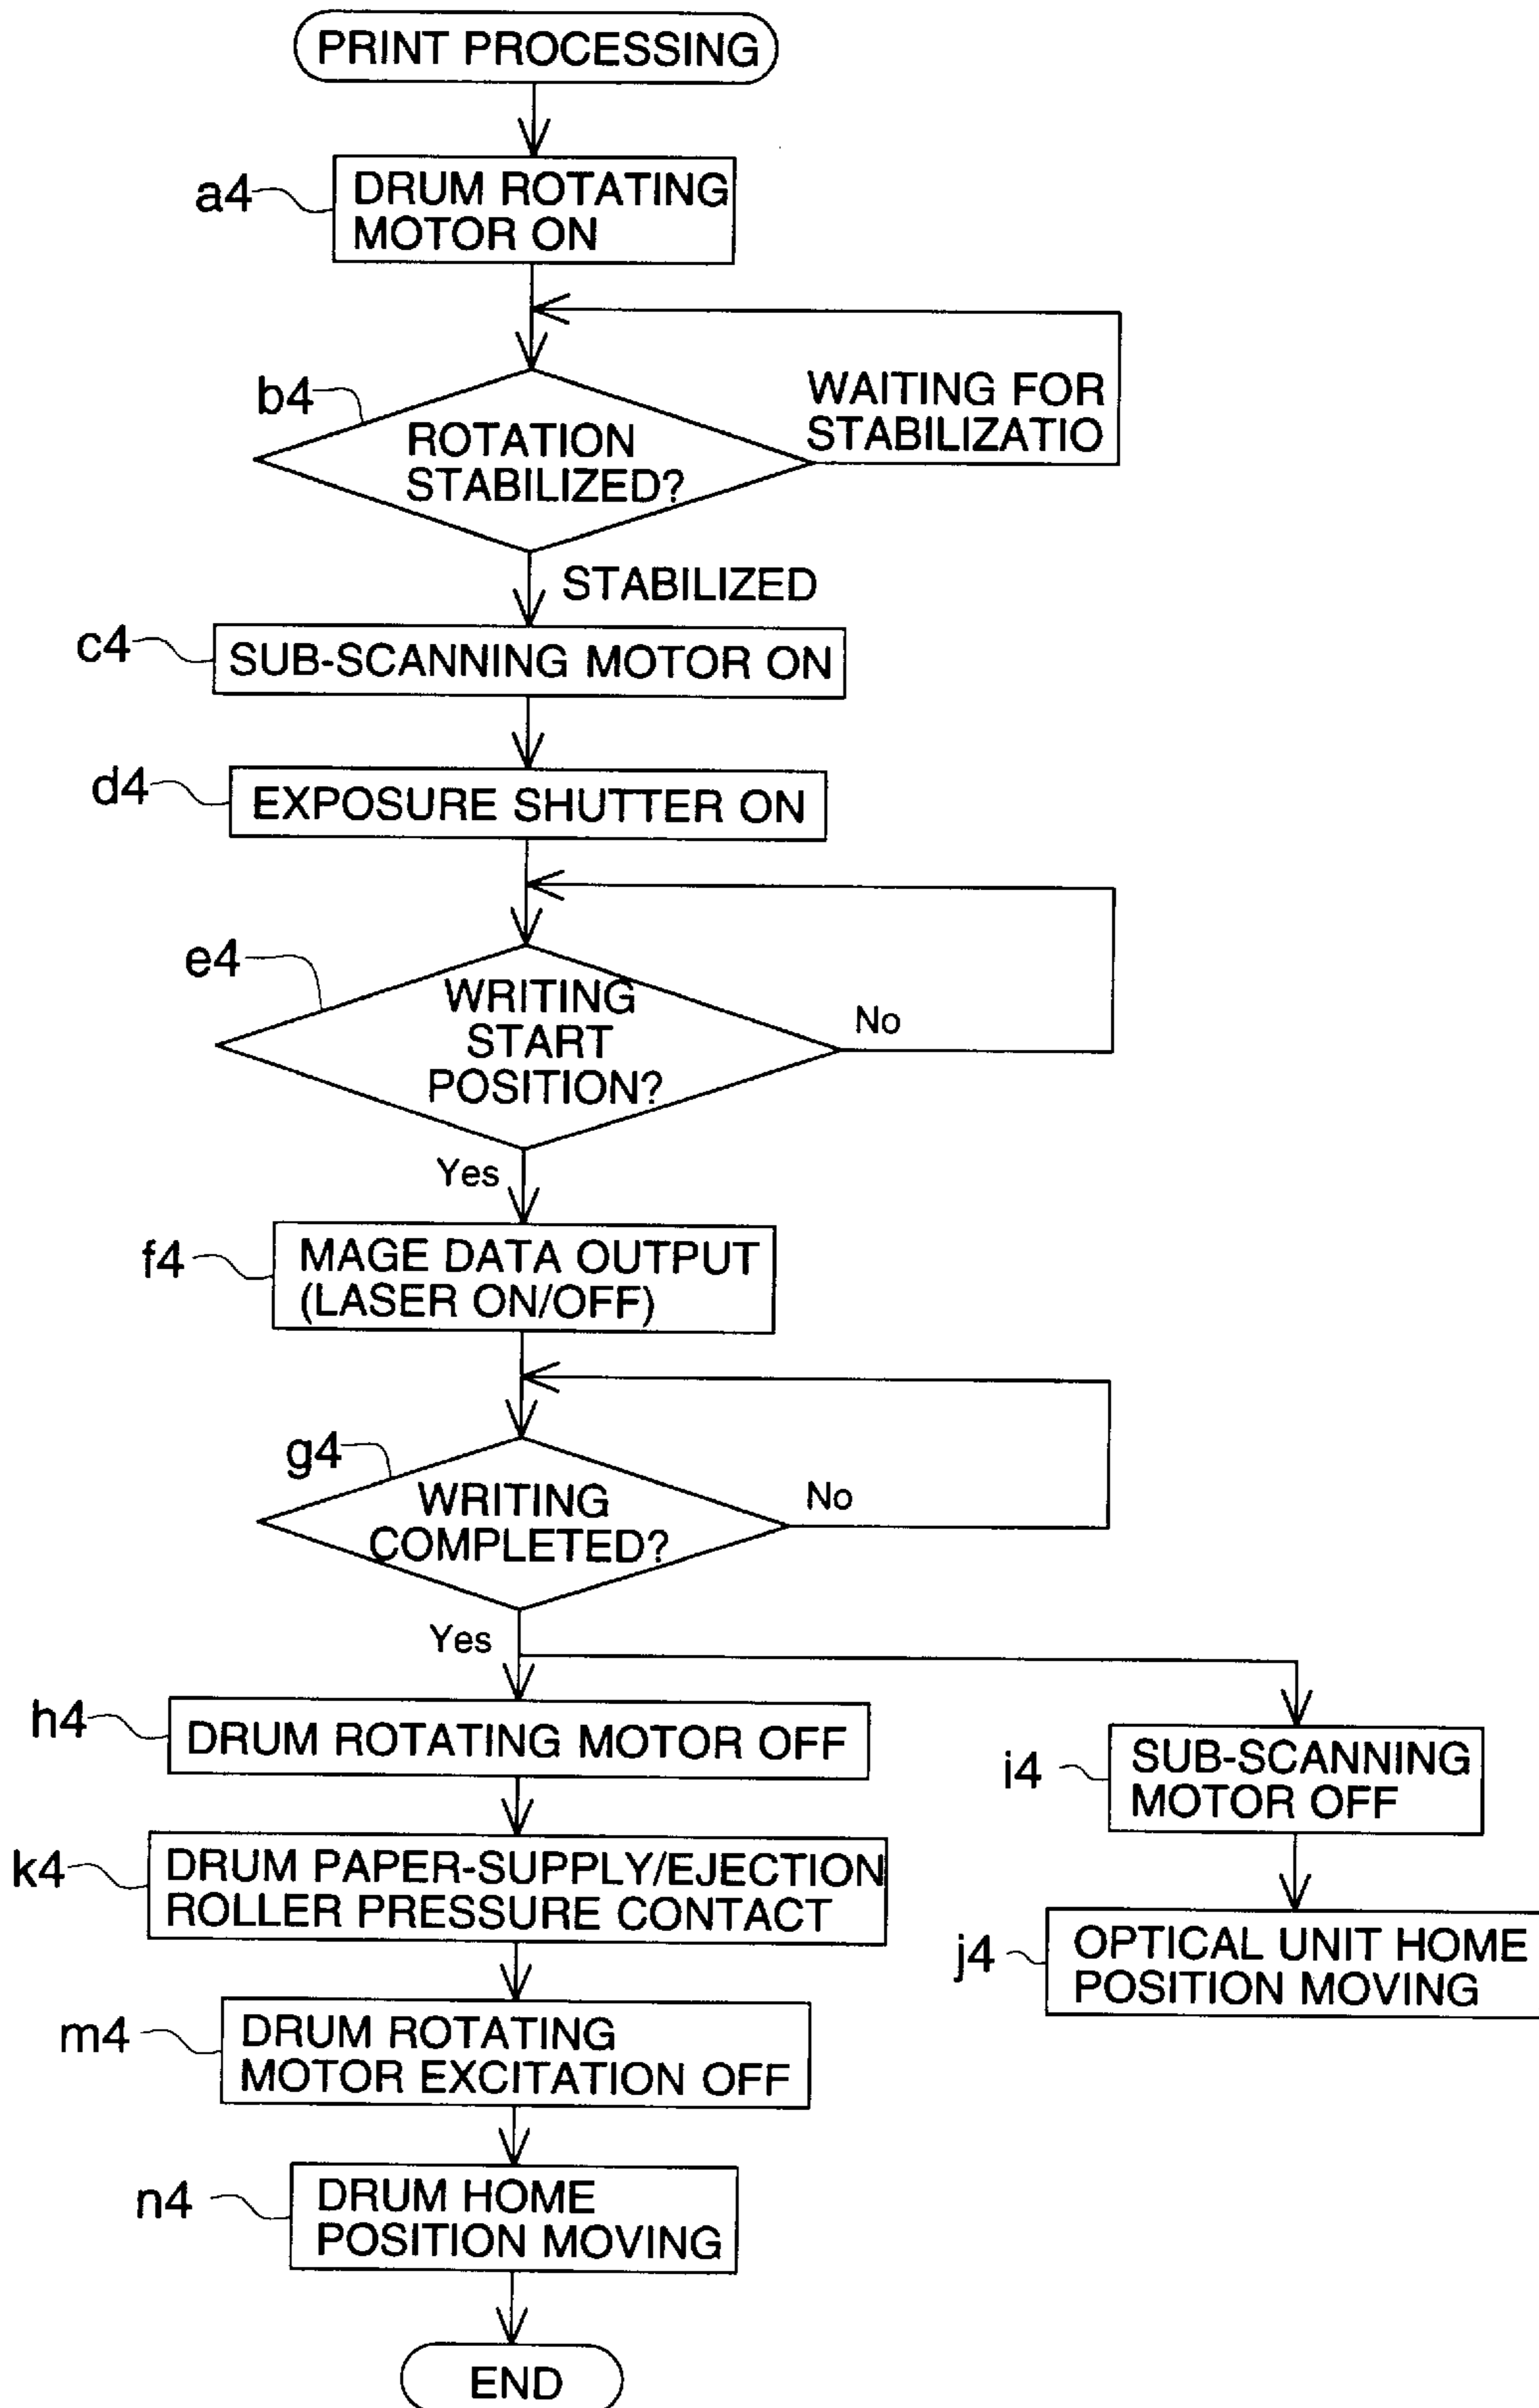 PRINT PROCESSING
a4
DRUM ROTATING
MOTOR ON
b4
ROTATION
STABILIZED?
WAITING FOR
STABILIZATIO
STABILIZED
c4
SUB-SCANNING MOTOR ON
d4
EXPOSURE SHUTTER ON
e4
WRITING
START
POSITION?
No
Yes
f4
MAGE DATA OUTPUT
(LASER ON/OFF)
g4
WRITING
COMPLETED?
No
Yes
h4
DRUM ROTATING MOTOR OFF
i4
SUB-SCANNING
MOTOR OFF
k4
DRUM PAPER-SUPPLY/EJECTION
ROLLER PRESSURE CONTACT
j4
OPTICAL UNIT HOME
POSITION MOVING
m4
DRUM ROTATING
MOTOR EXCITATION OFF
n4
DRUM HOME
POSITION MOVING
END